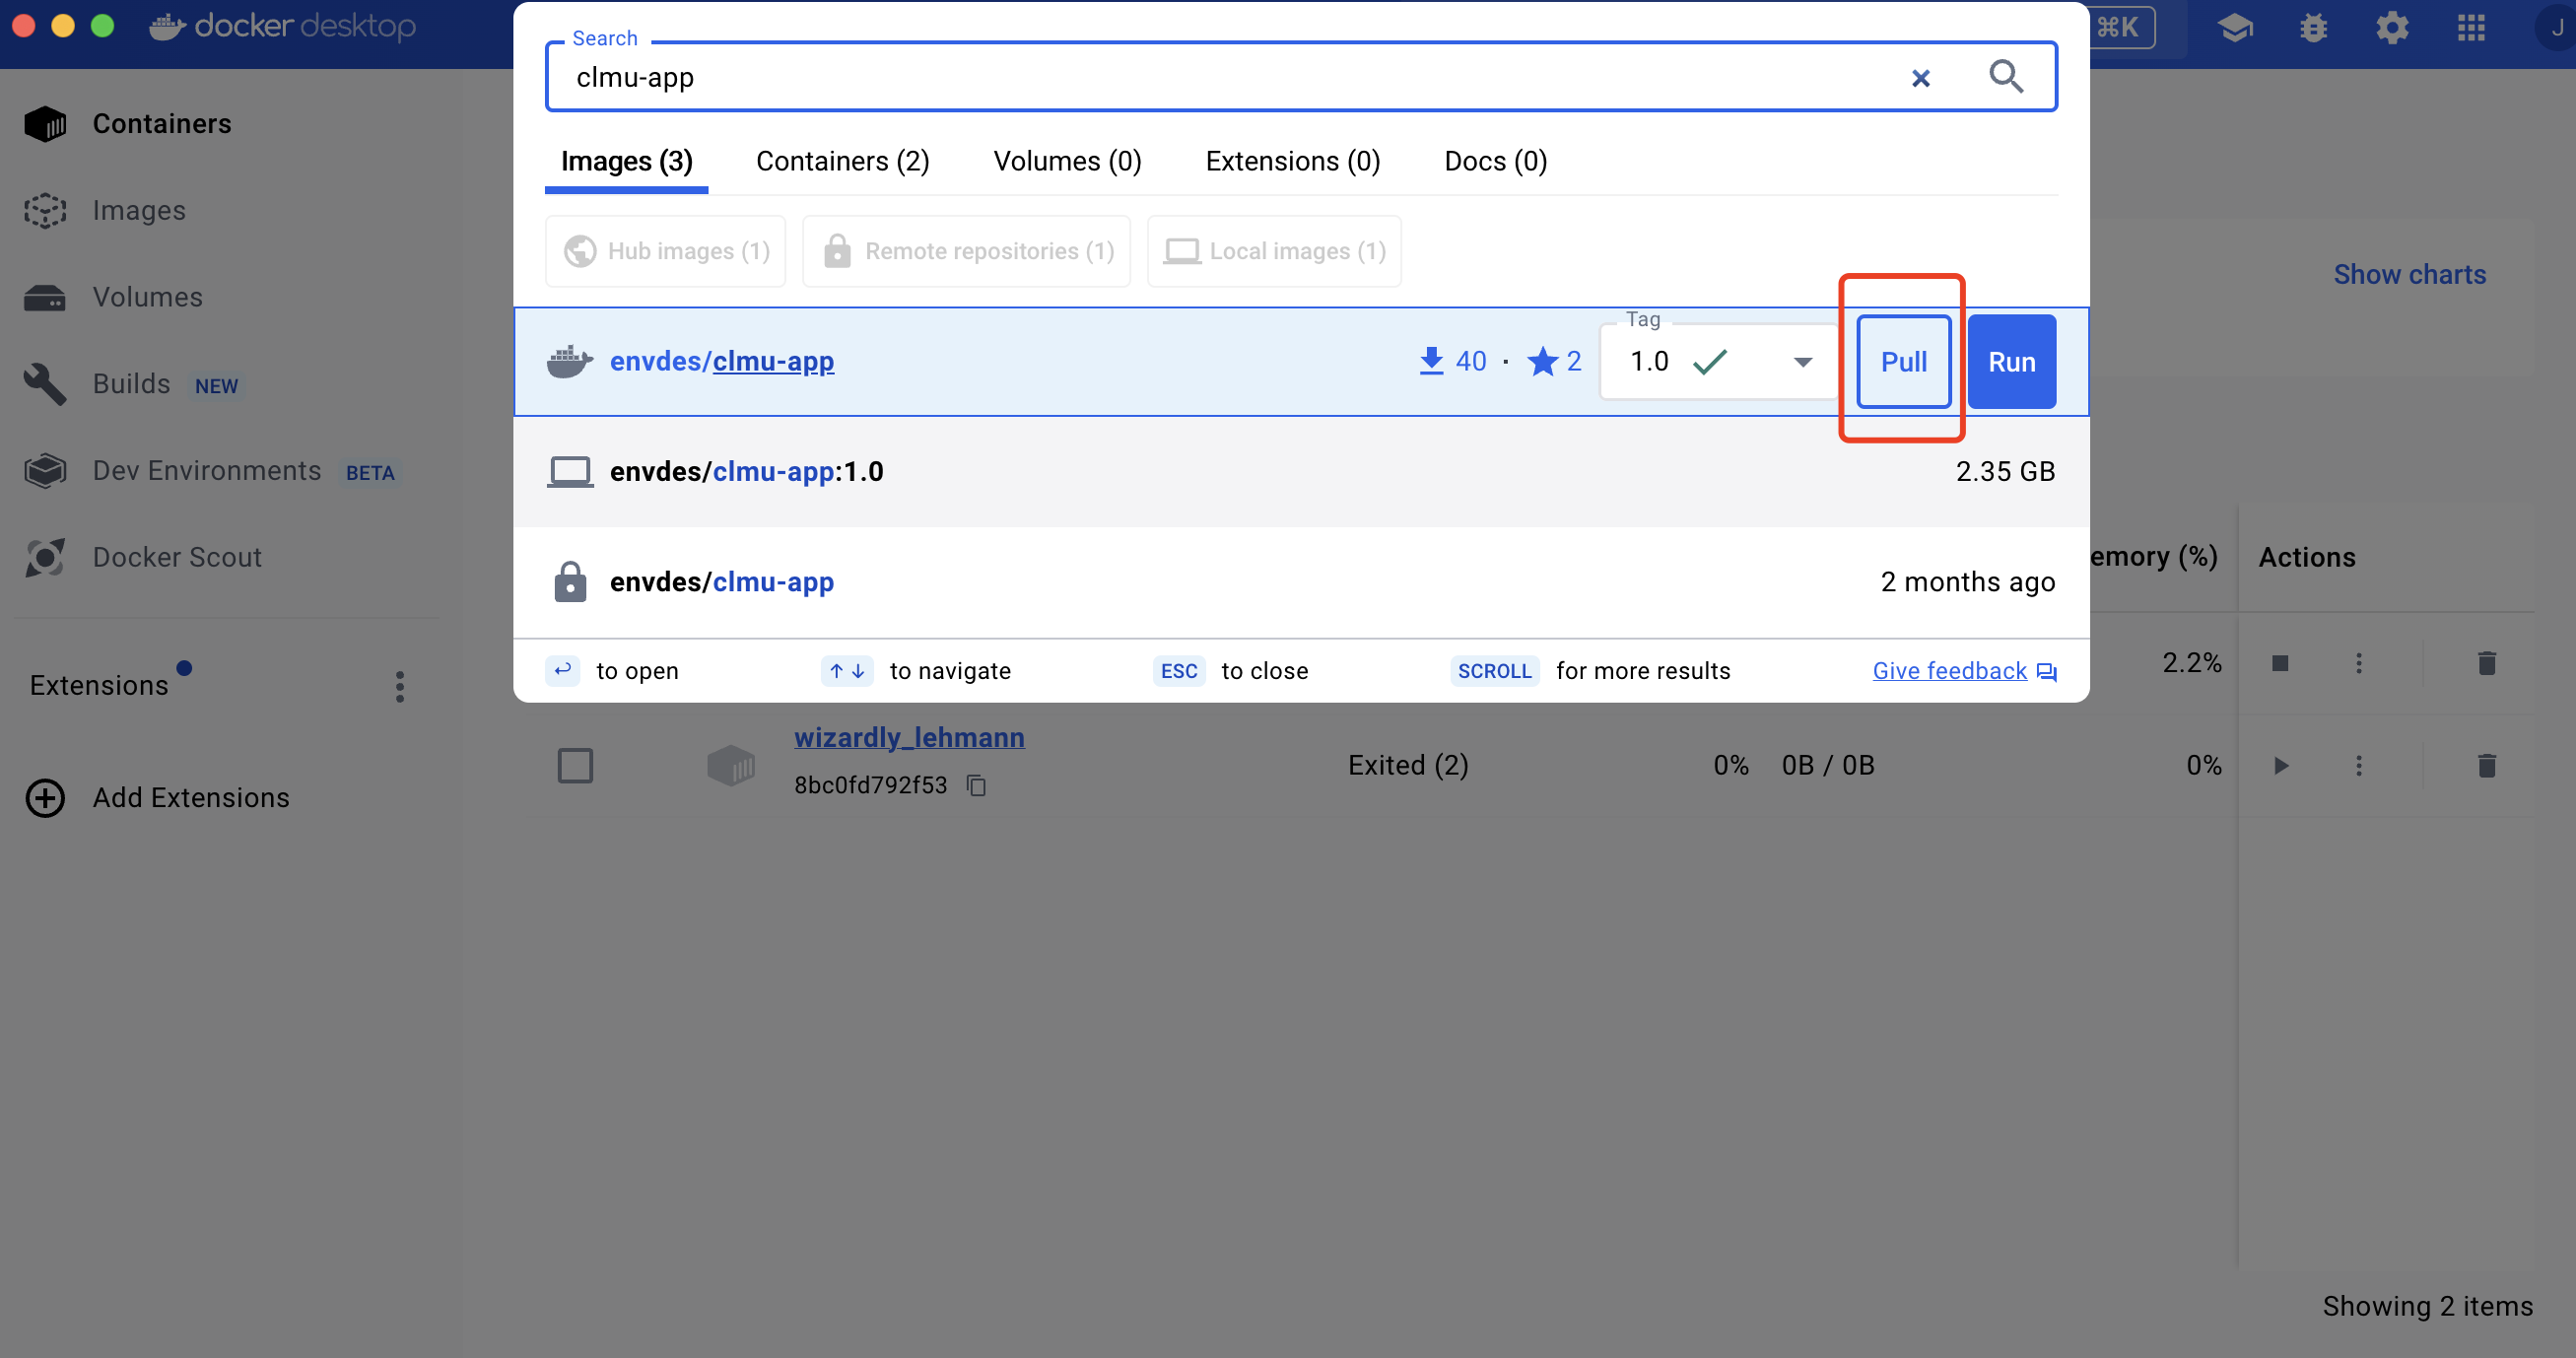 docker desktop
⌘K
J
Search
clmu-app
Images (3)
Containers (2)
Volumes (0)
Extensions (0)
Docs (0)
Hub images (1)
Remote repositories (1)
Local images (1)
envdes/clmu-app
40 · 2
Tag
1.0
Pull
Run
envdes/clmu-app:1.0
2.35 GB
envdes/clmu-app
2 months ago
to open
to navigate
ESC to close
SCROLL for more results
Give feedback
Containers
Images
Volumes
Builds NEW
Dev Environments BETA
Docker Scout
Extensions
Add Extensions
Show charts
emory (%)
Actions
2.2%
wizardly_lehmann
8bc0fd792f53
Exited (2)
0%
0B / 0B
0%
Showing 2 items